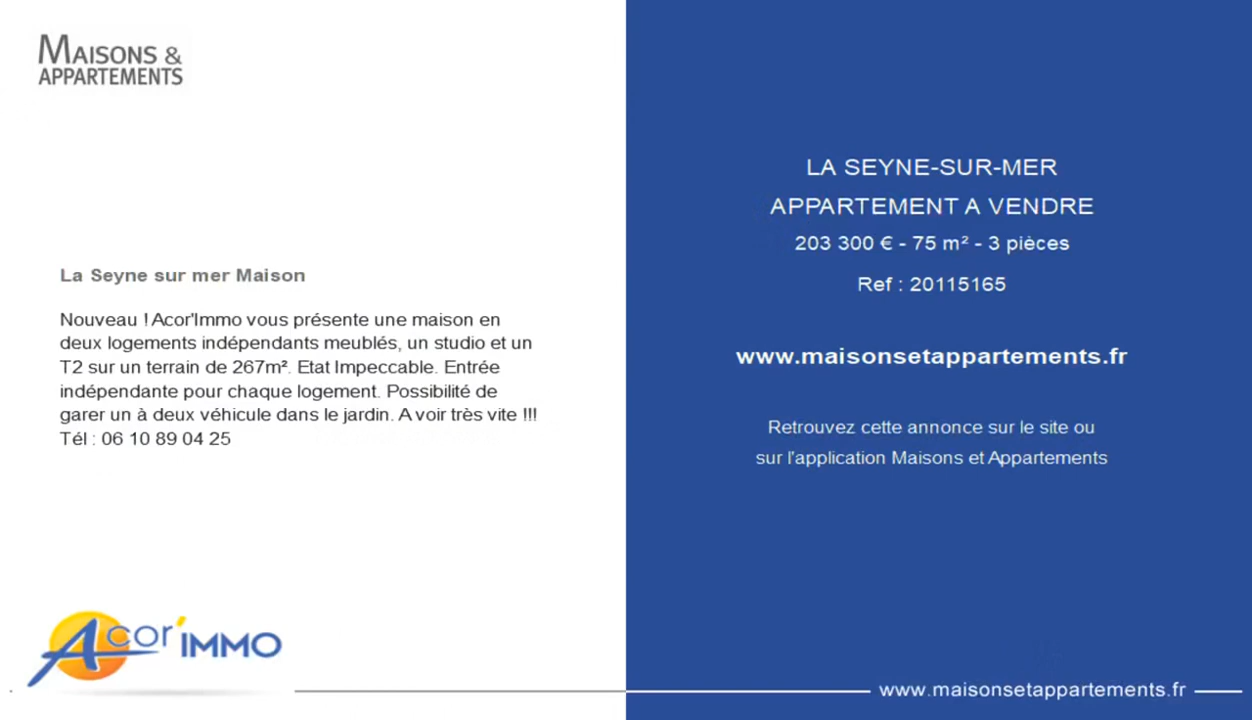 MAISONS &
APPARTEMENTS
La Seyne sur mer Maison
Nouveau ! Acor'Immo vous présente une maison en
deux logements indépendants meublés, un studio et un
T2 sur un terrain de 267m². Etat Impeccable. Entrée
indépendante pour chaque logement. Possibilité de
garer un à deux véhicule dans le jardin. A voir très vite !!!
Tél : 06 10 89 04 25
Acor'IMMO
LA SEYNE-SUR-MER
APPARTEMENT A VENDRE
203 300 € - 75 m² - 3 pièces
Ref : 20115165
www.maisonsetappartements.fr
Retrouvez cette annonce sur le site ou
sur l'application Maisons et Appartements
www.maisonsetappartements.fr